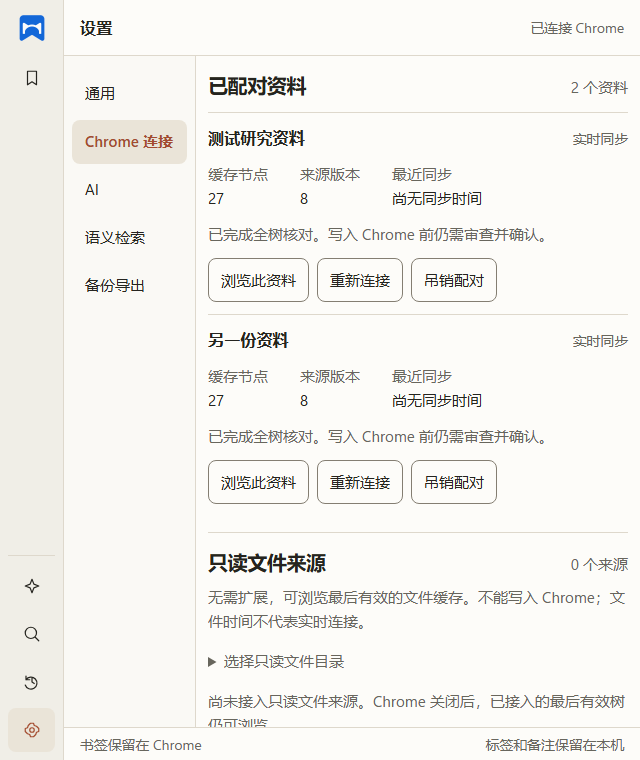 设置
已连接 Chrome
通用
Chrome 连接
AI
语义检索
备份导出
已配对资料
2 个资料
测试研究资料
实时同步
缓存节点 来源版本 最近同步
27 8 尚无同步时间
已完成全树核对。写入 Chrome 前仍需审查并确认。
浏览此资料 重新连接 吊销配对
另一份资料
实时同步
缓存节点 来源版本 最近同步
27 8 尚无同步时间
已完成全树核对。写入 Chrome 前仍需审查并确认。
浏览此资料 重新连接 吊销配对
只读文件来源
0 个来源
无需扩展，可浏览最后有效的文件缓存。不能写入 Chrome；文
件时间不代表实时连接。
选择只读文件目录
尚未接入只读文件来源。Chrome 关闭后，已接入的最后有效树
仍可浏览
书签保留在 Chrome
标签和备注保留在本机